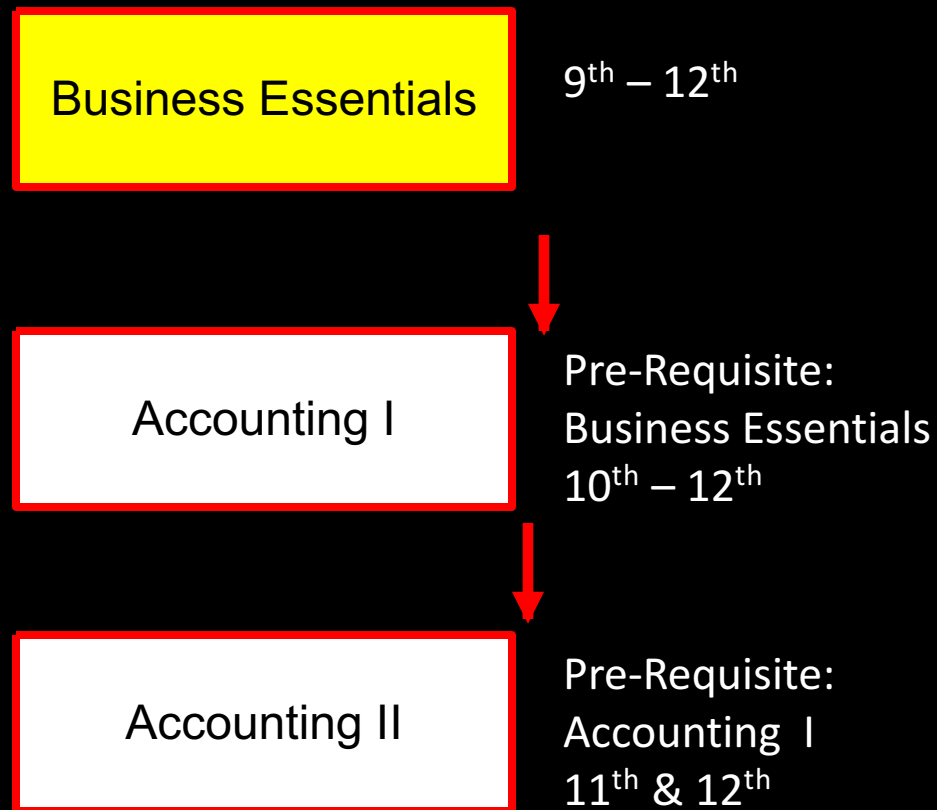 Business Essentials
9th – 12th
Accounting I
Pre-Requisite:
Business Essentials
10th – 12th
Accounting II
Pre-Requisite:
Accounting I
11th & 12th